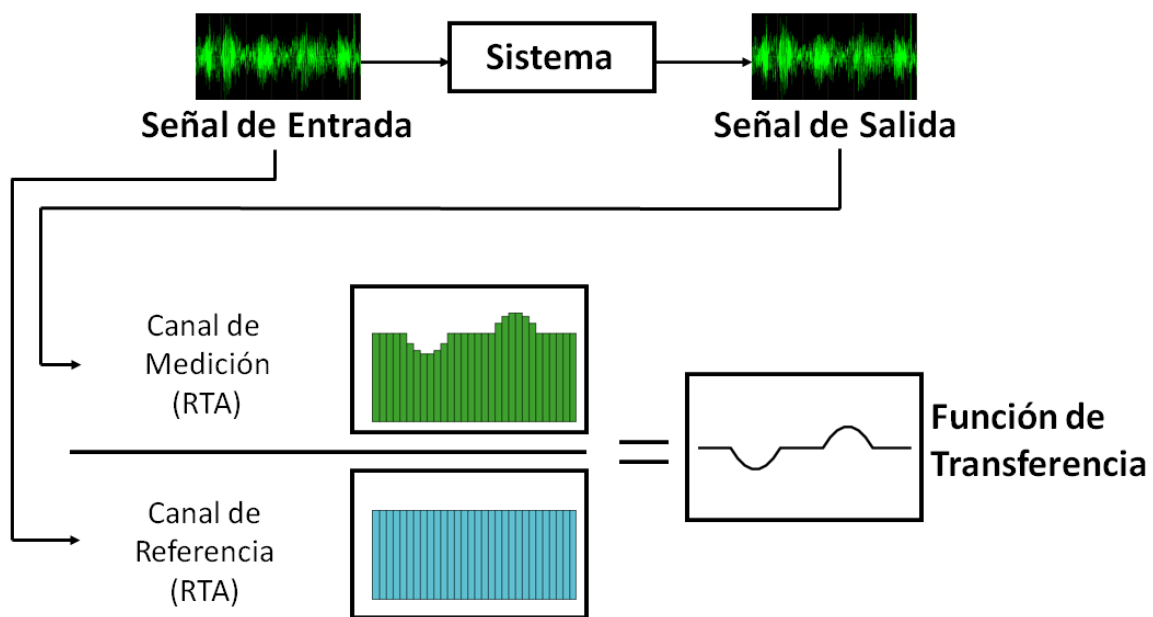 Sistema
Señal de Entrada
Señal de Salida
Canal de
Medición
(RTA)
Canal de
Referencia
(RTA)
Función de
Transferencia